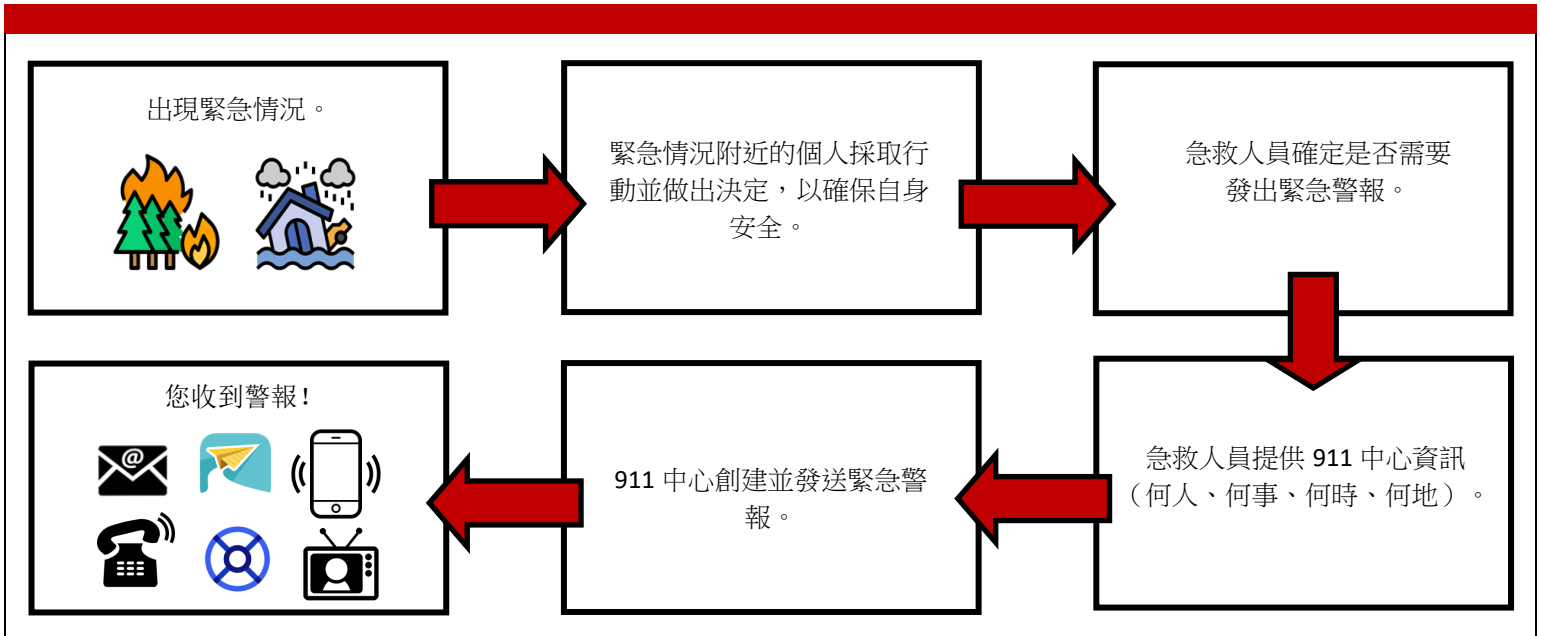 出現緊急情況。
緊急情況附近的個人採取行
動並做出決定，以確保自身
安全。
急救人員確定是否需要
發出緊急警報。
急救人員提供 911 中心資訊
（何人、何事、何時、何地）。
911 中心創建並發送緊急警
報。
您收到警報!
@